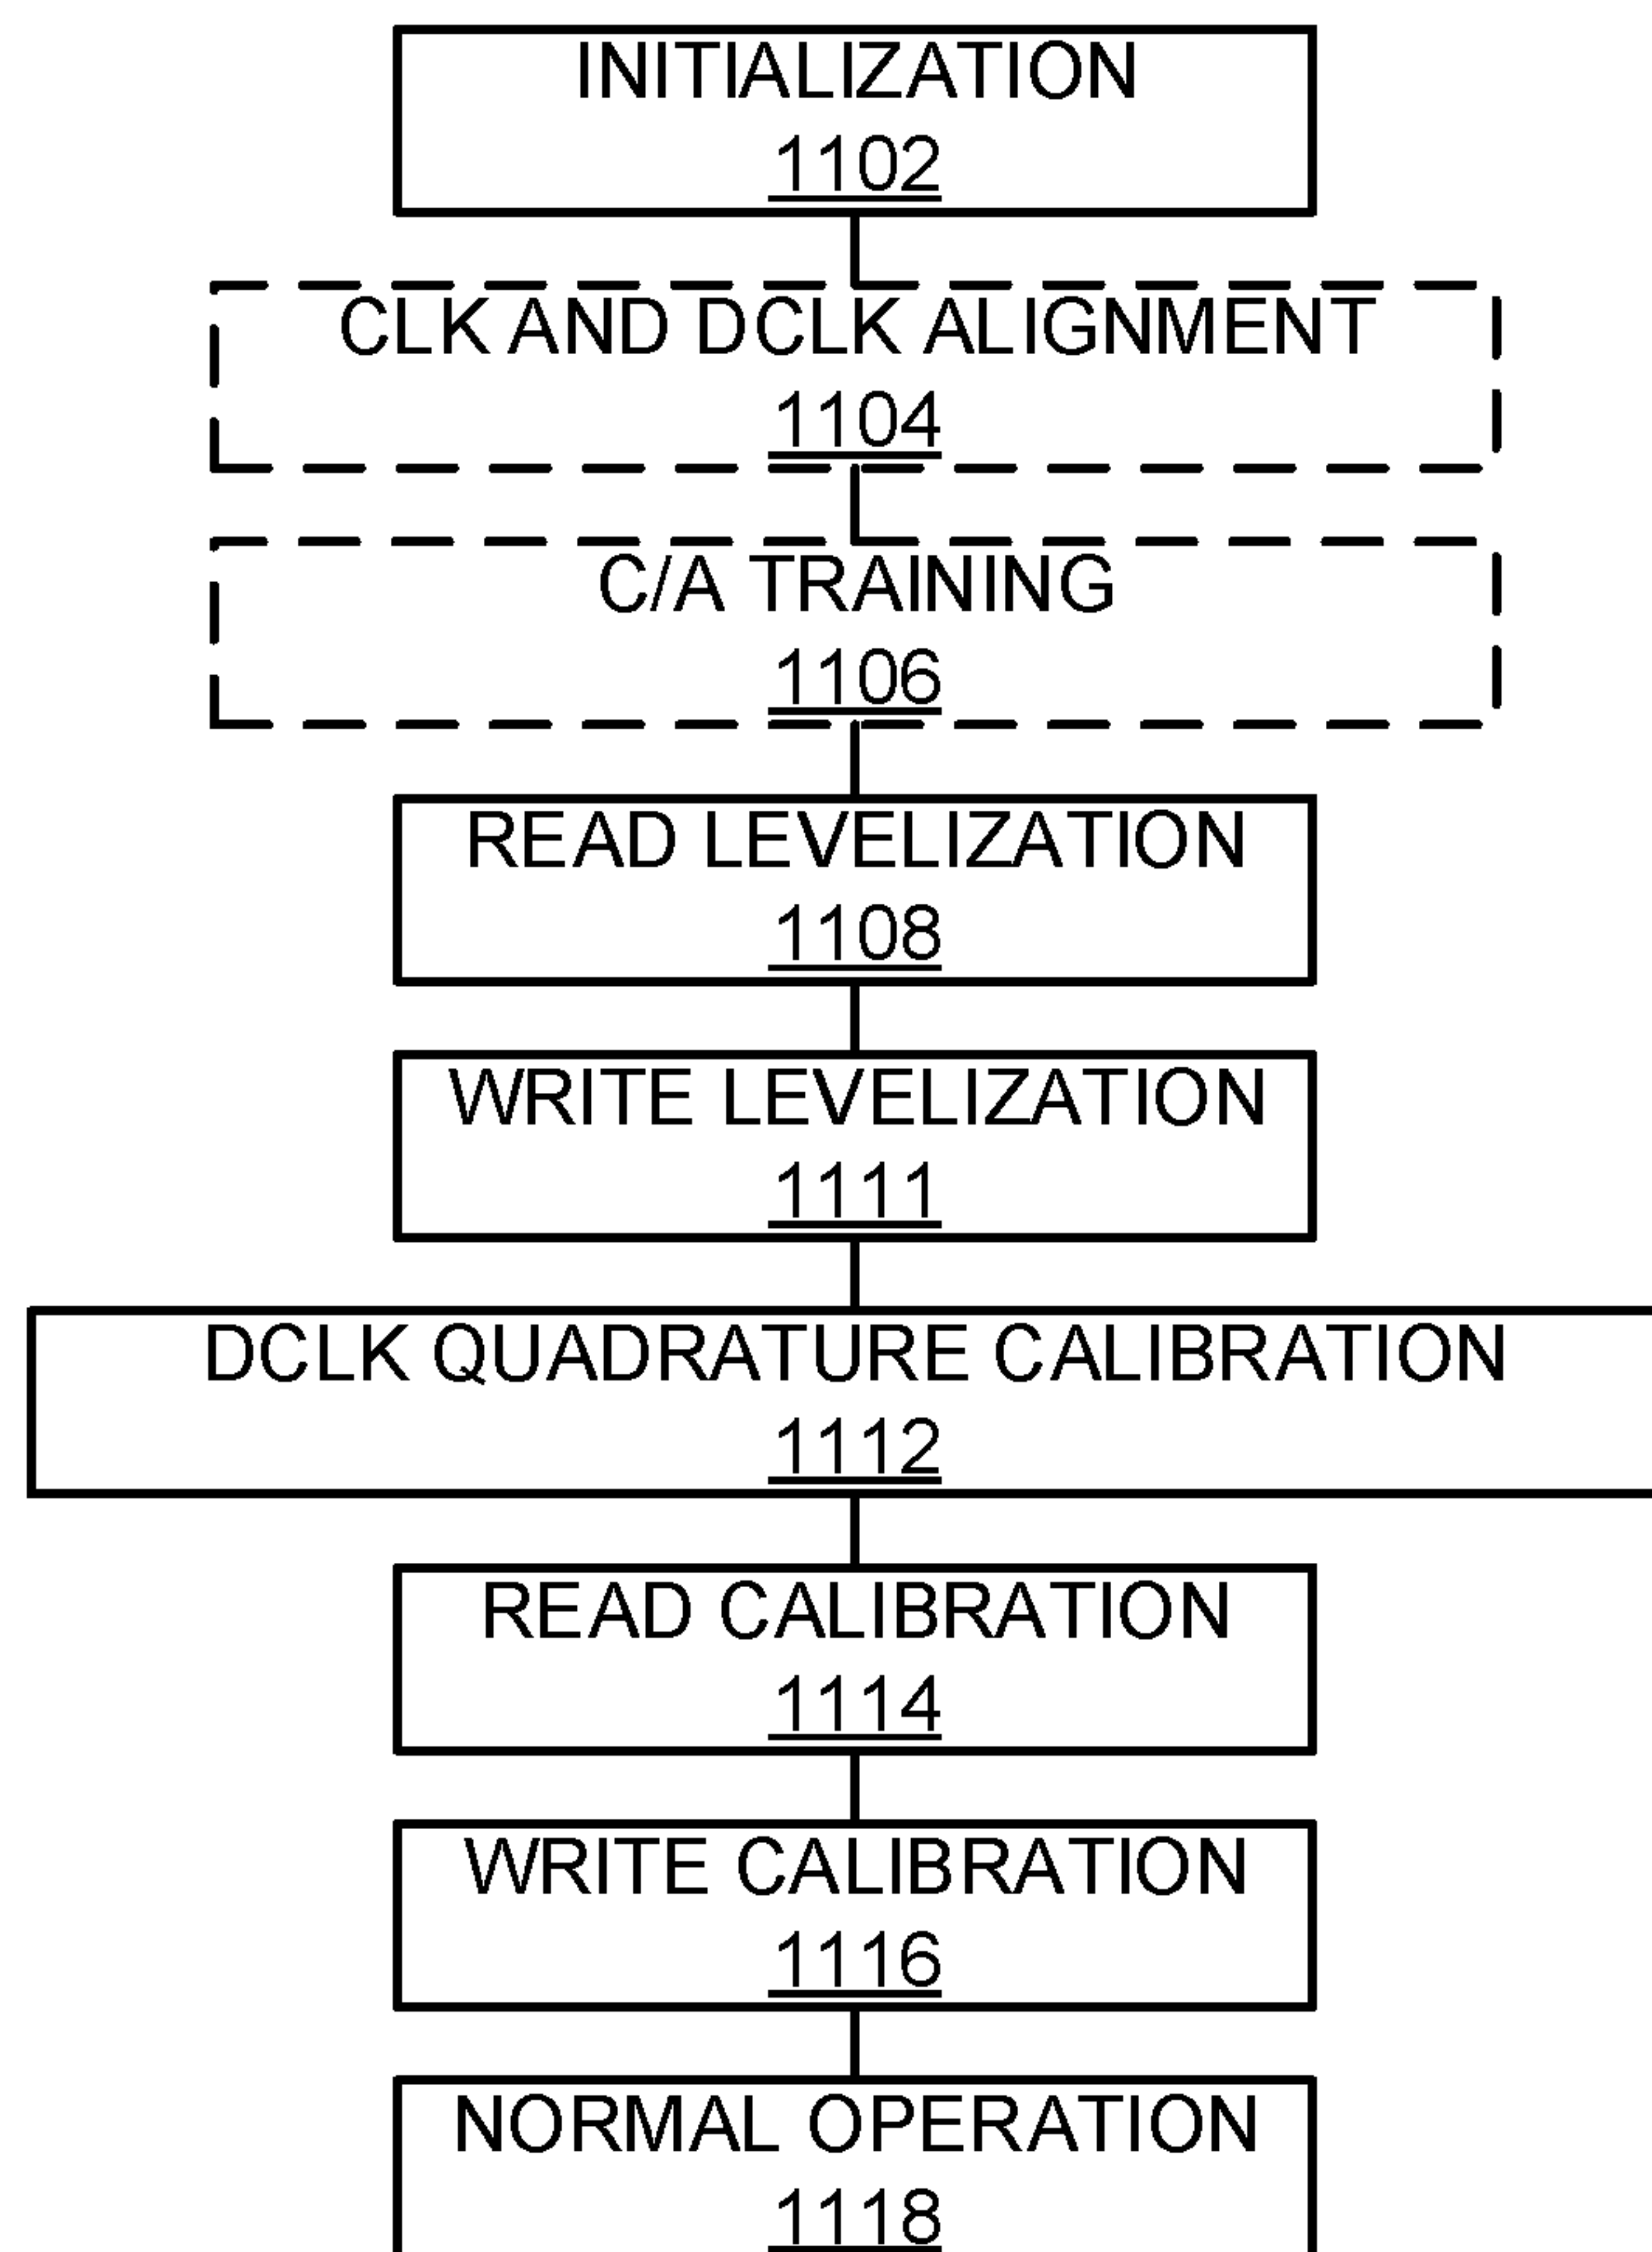 INITIALIZATION
1102
CLK AND DCLK ALIGNMENT
1104
C/A TRAINING
1106
READ LEVELIZATION
1108
WRITE LEVELIZATION
1111
DCLK QUADRATURE CALIBRATION
1112
READ CALIBRATION
1114
WRITE CALIBRATION
1116
NORMAL OPERATION
1118